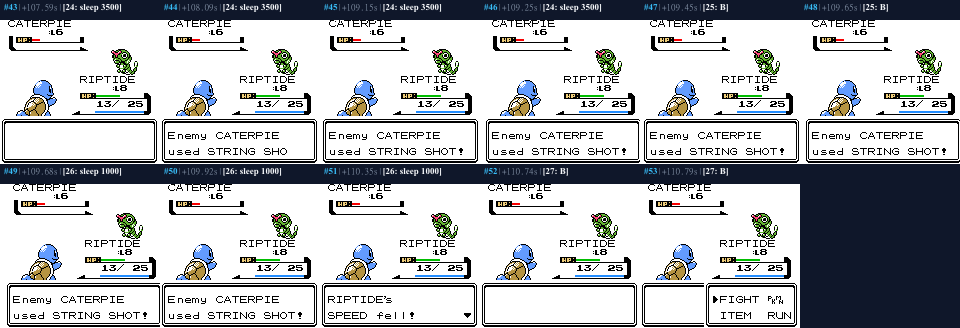 #43|+107.59s|[24: sleep 3500]
CATERPIE
:L6
HP:
RIPTIDE
:L8
HP:
13/ 25
#44|+108.09s|[24: sleep 3500]
CATERPIE
:L6
HP:
RIPTIDE
:L8
HP:
13/ 25
Enemy CATERPIE
used STRING SHO
#45|+109.15s|[24: sleep 3500]
CATERPIE
:L6
HP:
RIPTIDE
:L8
HP:
13/ 25
Enemy CATERPIE
used STRING SHOT!
#46|+109.25s|[24: sleep 3500]
CATERPIE
:L6
HP:
RIPTIDE
:L8
HP:
13/ 25
Enemy CATERPIE
used STRING SHOT!
#47|+109.45s|[25: B]
CATERPIE
:L6
HP:
RIPTIDE
:L8
HP:
13/ 25
Enemy CATERPIE
used STRING SHOT!
#48|+109.65s|[25: B]
CATERPIE
:L6
HP:
RIPTIDE
:L8
HP:
13/ 25
Enemy CATERPIE
used STRING SHOT!
#49|+109.68s|[26: sleep 1000]
CATERPIE
:L6
HP:
RIPTIDE
:L8
HP:
13/ 25
Enemy CATERPIE
used STRING SHOT!
#50|+109.92s|[26: sleep 1000]
CATERPIE
:L6
HP:
RIPTIDE
:L8
HP:
13/ 25
Enemy CATERPIE
used STRING SHOT!
#51|+110.35s|[26: sleep 1000]
CATERPIE
:L6
HP:
RIPTIDE
:L8
HP:
13/ 25
RIPTIDE's
SPEED fell!
#52|+110.74s|[27: B]
CATERPIE
:L6
HP:
RIPTIDE
:L8
HP:
13/ 25
#53|+110.79s|[27: B]
CATERPIE
:L6
HP:
RIPTIDE
:L8
HP:
13/ 25
FIGHT PKMN
ITEM RUN